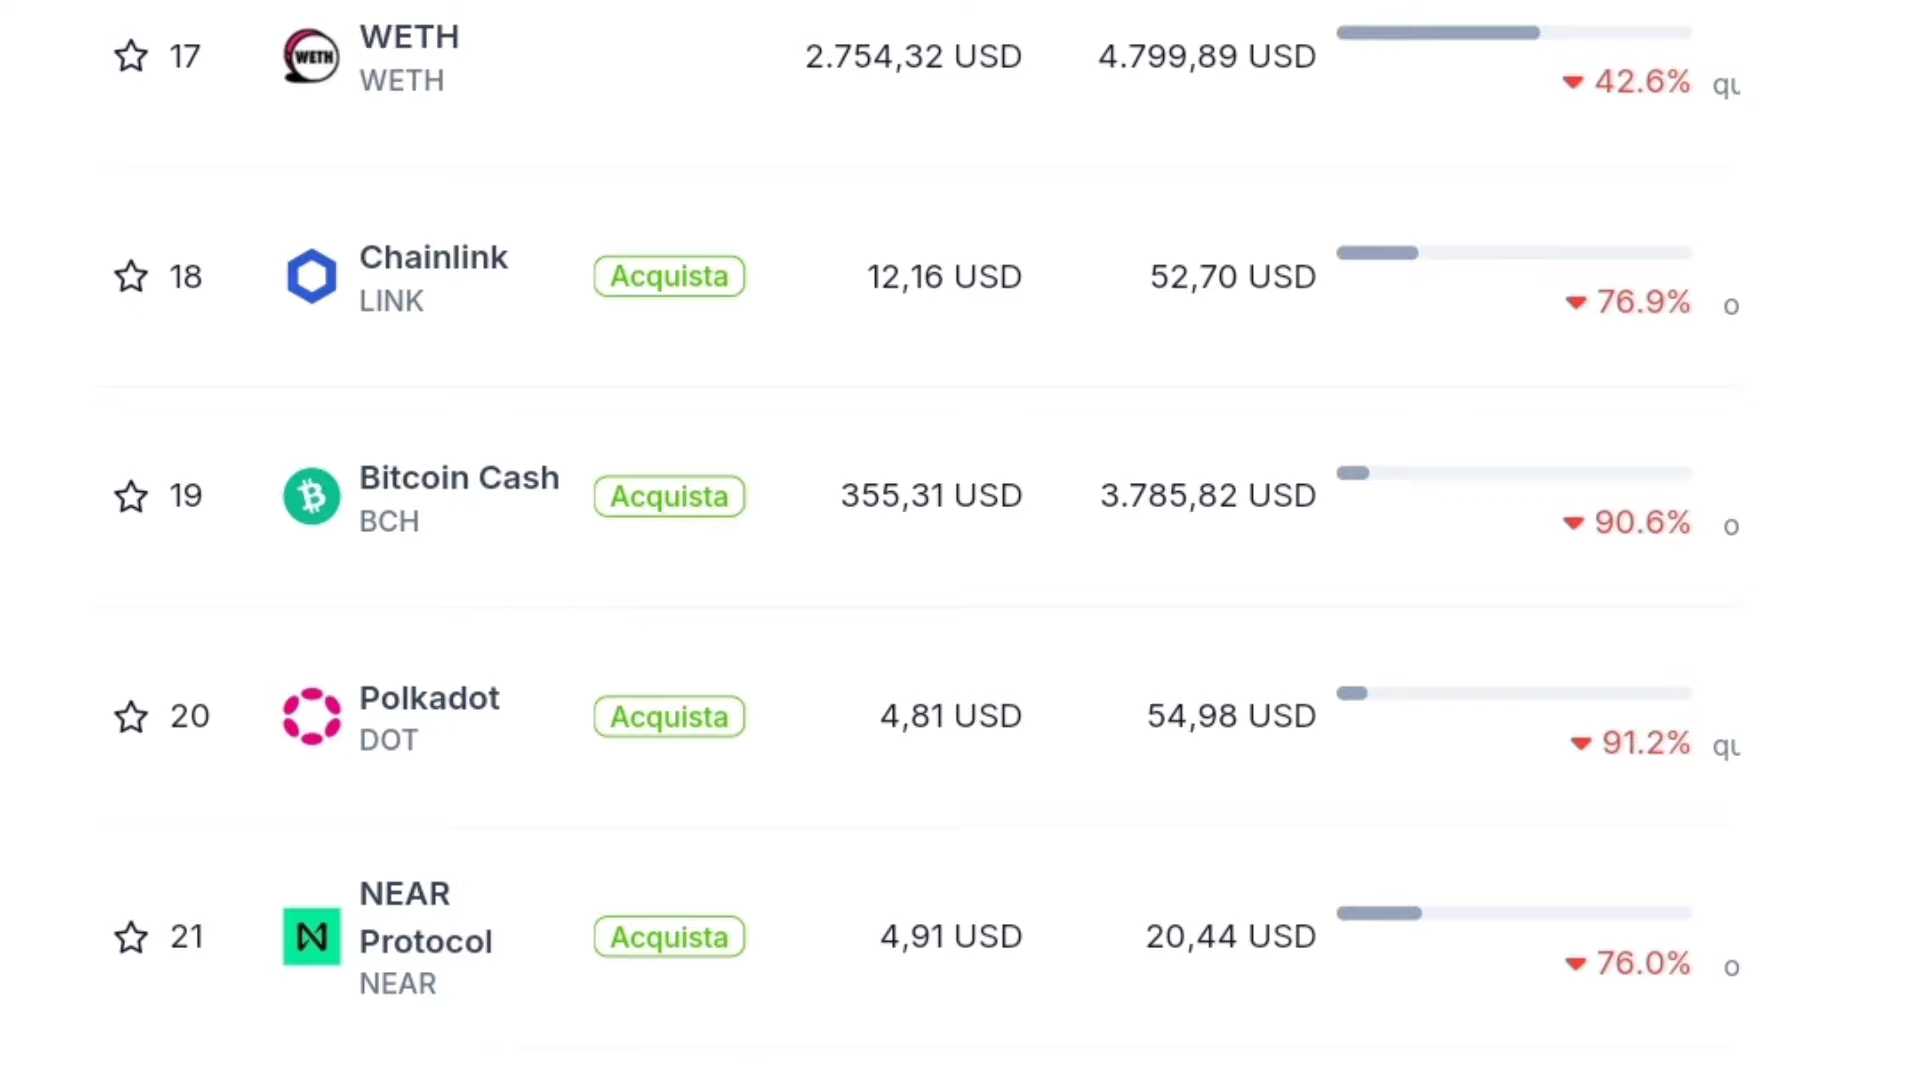 17 WETH 2.754,32 USD 4.799,89 USD
WETH WETH 42.6% qu
18 Chainlink Acquista 12,16 USD 52,70 USD
LINK 76.9% o
19 Bitcoin Cash Acquista 355,31 USD 3.785,82 USD
BCH 90.6% o
20 Polkadot Acquista 4,81 USD 54,98 USD
DOT 91.2% qu
NEAR
21 Protocol Acquista 4,91 USD 20,44 USD
NEAR 76.0% o